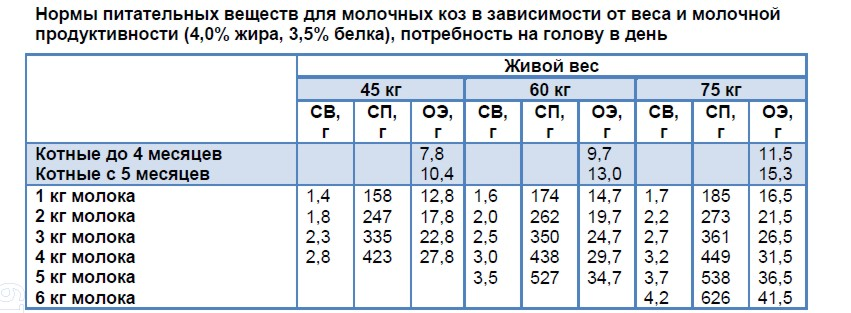 Нормы питательных веществ для молочных коз в зависимости от веса и молочной
продуктивности (4,0% жира, 3,5% белка), потребность на голову в день
Живой вес
45 кг 60 кг 75 кг
СВ, СП, ОЭ, СВ, СП, ОЭ, СВ, СП, ОЭ,
г г г г г г г г г
Котные до 4 месяцев 7,8 9,7 11,5
Котные с 5 месяцев 10,4 13,0 15,3
1 кг молока 1,4 158 12,8 1,6 174 14,7 1,7 185 16,5
2 кг молока 1,8 247 17,8 2,0 262 19,7 2,2 273 21,5
3 кг молока 2,3 335 22,8 2,5 350 24,7 2,7 361 26,5
4 кг молока 2,8 423 27,8 3,0 438 29,7 3,2 449 31,5
5 кг молока 3,5 527 34,7 3,7 538 36,5
6 кг молока 4,2 626 41,5